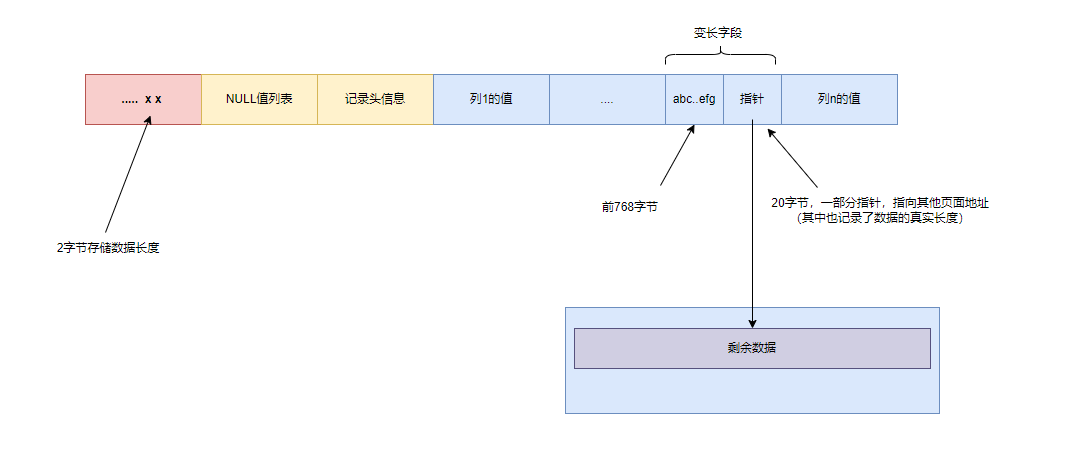 变长字段
..... x x
NULL值列表
记录头信息
列1的值
....
abc..efg
指针
列n的值
前768字节
20字节，一部分指针，指向其他页面地址
（其中也记录了数据的真实长度）
2字节存储数据长度
剩余数据